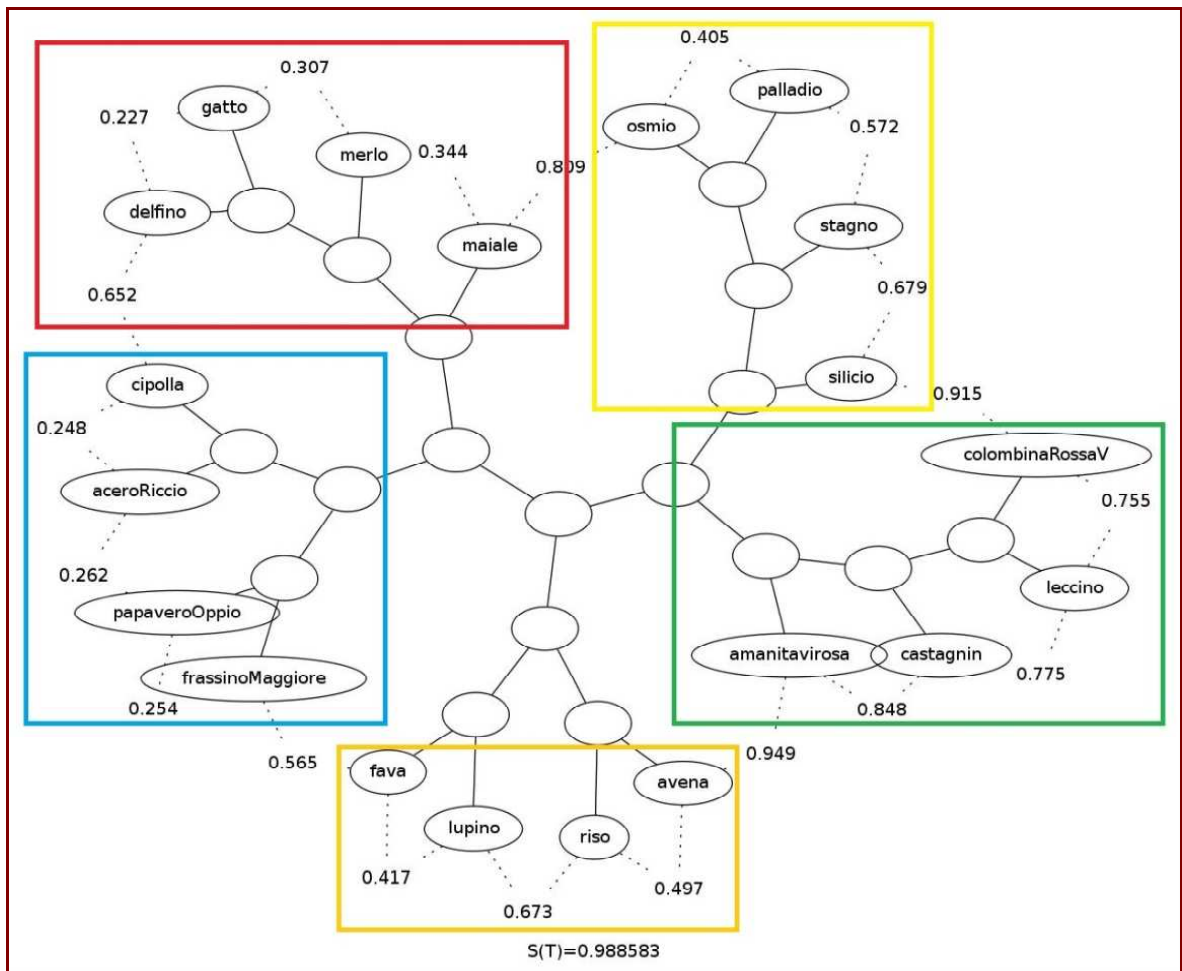 0.405
0.307
palladio
gatto
0.227
osmio
0.572
merlo
0.344
0.809
delfino
stagno
maiale
0.652
0.679
cipolla
silicio
0.915
0.248
colombinaRossaV
aceroRiccio
0.755
0.262
leccino
papaveroOppio
amanitavirosa
castagnin
frassinoMaggiore
0.775
0.254
0.848
0.565
0.949
fava
avena
lupino
riso
0.417
0.497
0.673
S(T)=0.988583